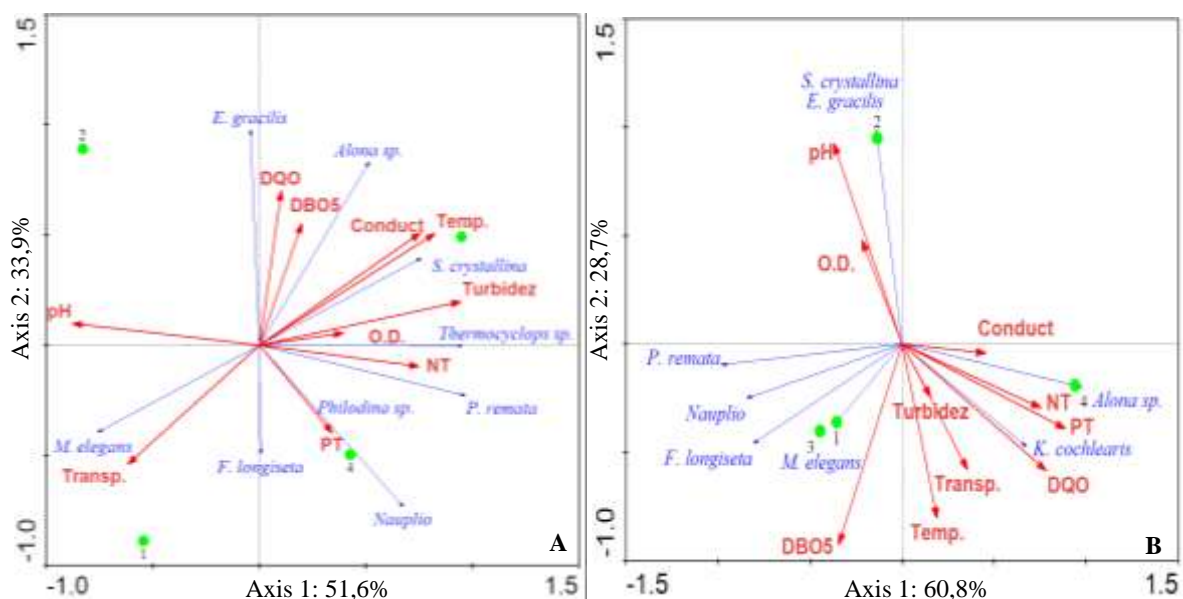 1.5
E. gracilis
Alona sp.
DQO
DBO5
Conduct
Temp.
S. crystallina
Turbidez
pH
O.D.
Thermocyclops sp.
NT
Philodina sp.
P. remata
PT
4
M. elegans
Transp.
F. longiseta
Nauplio
1
A
-1.0
-1.0
1.5
Axis 1: 51,6%
Axis 2: 33,9%
1.5
S. crystallina
E. gracilis
2
pH
O.D.
Conduct
P. remata
Nauplio
Turbidez
NT
4 Alona sp.
PT
3
1
F. longiseta
M. elegans
K. cochlearts
Transp.
DQO
Temp.
DBO5
B
-1.0
-1.5
1.5
Axis 1: 60,8%
Axis 2: 28,7%